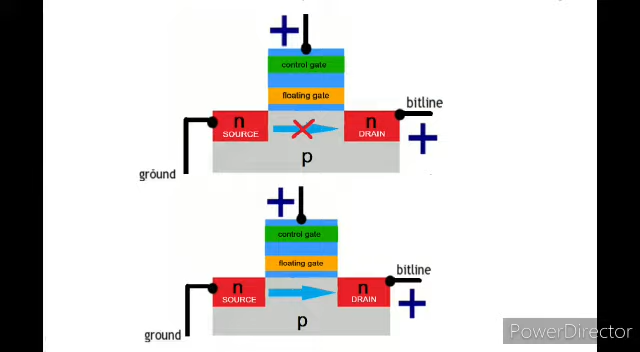 +
control gate
floating gate
bitline
n
SOURCE
n
DRAIN
+
p
ground
+
control gate
floating gate
bitline
n
SOURCE
n
DRAIN
+
p
ground
PowerDirector